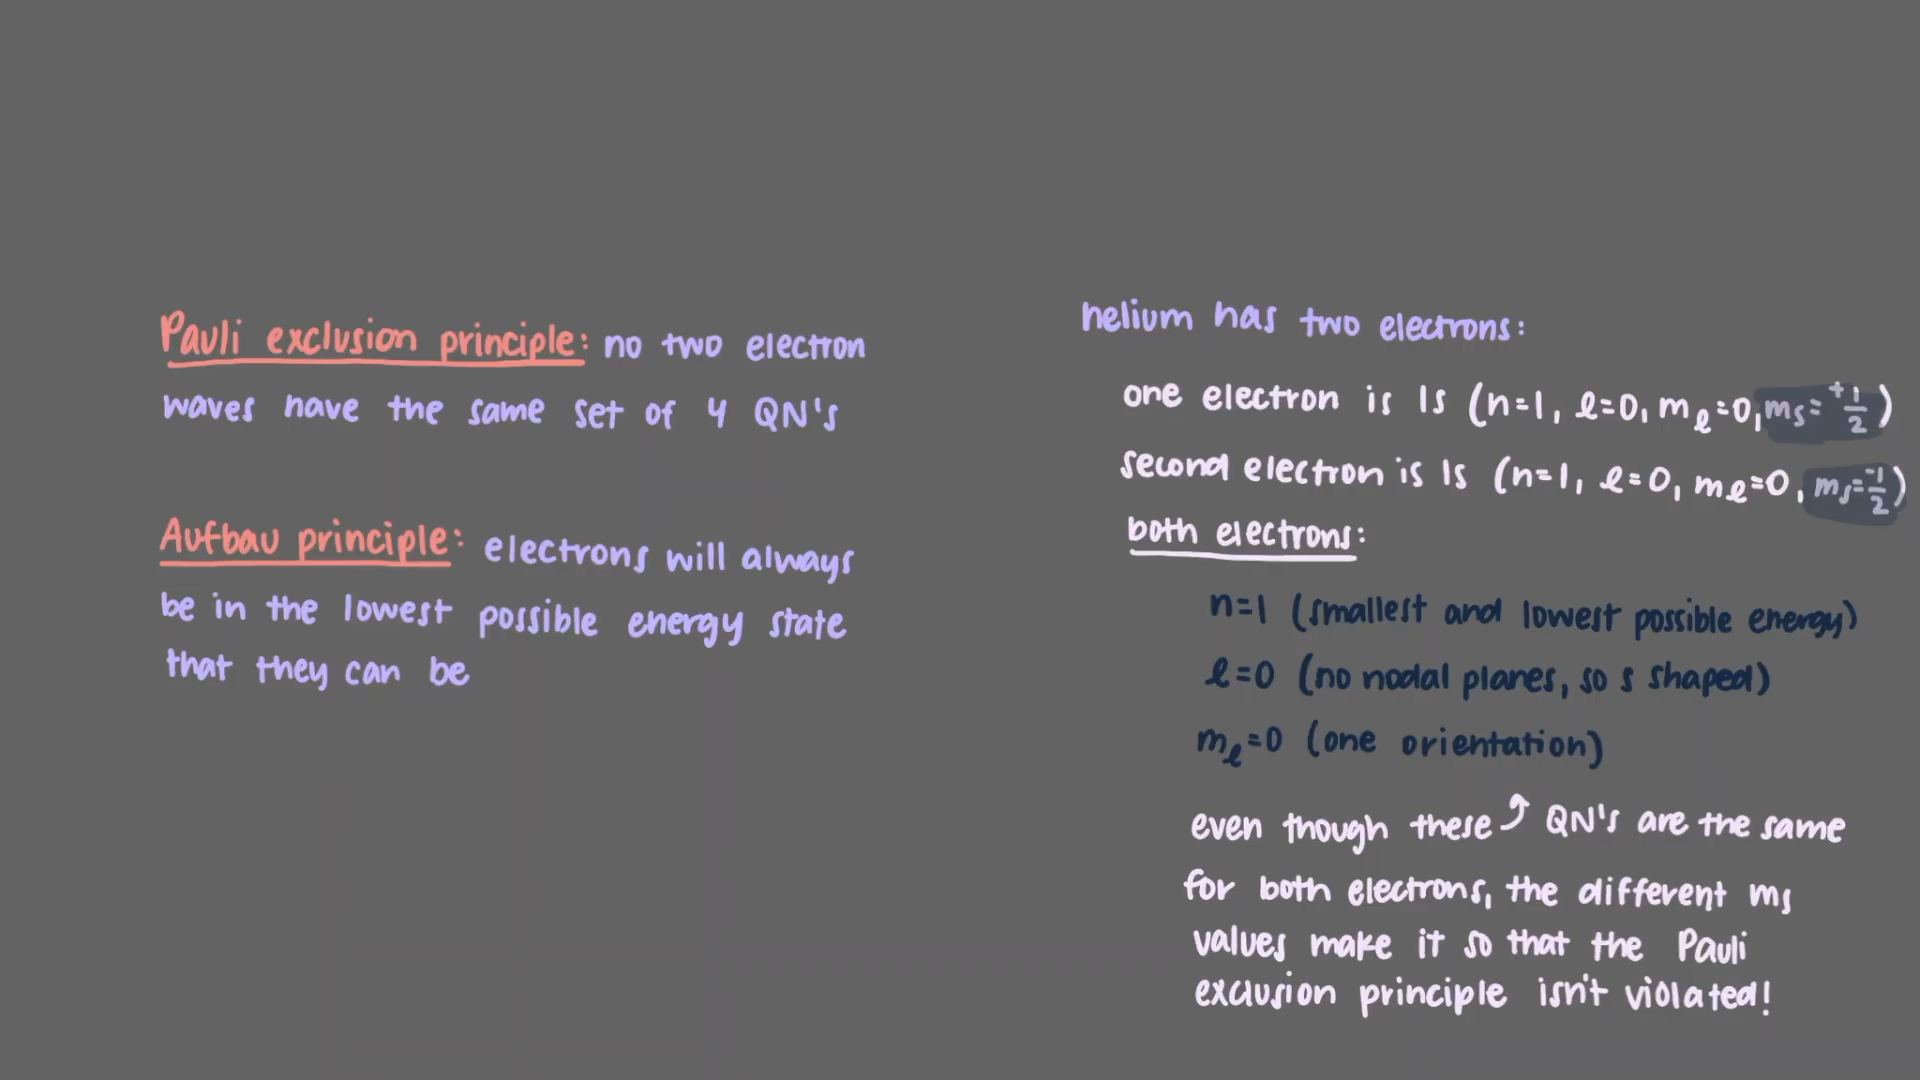 Pauli exclusion principle: no two electron
waves have the same set of 4 QN's
Aufbau principle: electrons will always
be in the lowest possible energy state
that they can be
helium has two electrons:
one electron is 1s (n=1, ℓ=0, mℓ=0, ms=+1/2)
second electron is 1s (n=1, ℓ=0, mℓ=0, ms=-1/2)
both electrons:
n=1 (smallest and lowest possible energy)
ℓ=0 (no nodal planes, so s shaped)
mℓ=0 (one orientation)
even though these QN's are the same
for both electrons, the different ms
values make it so that the Pauli
exclusion principle isn't violated!